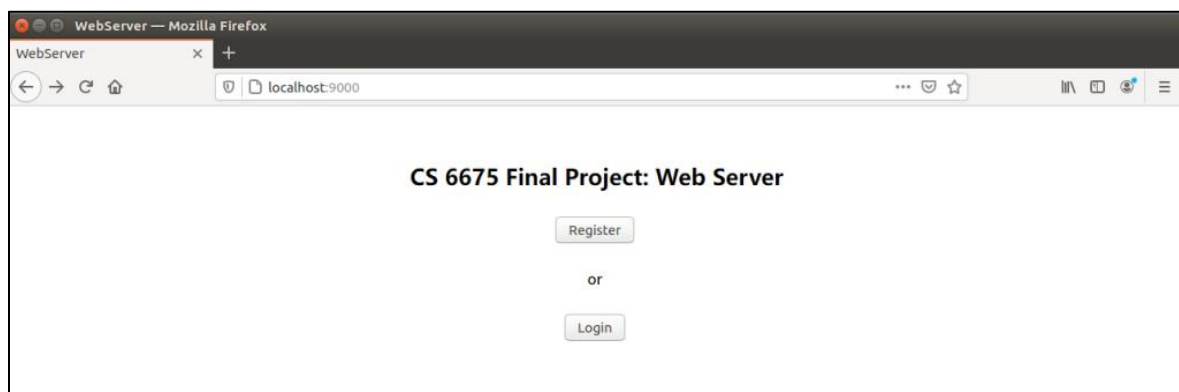 WebServer — Mozilla Firefox
WebServer
localhost:9000
CS 6675 Final Project: Web Server
Register
or
Login